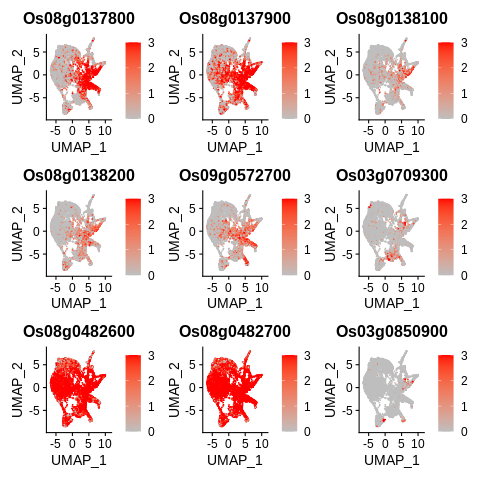 Os08g0137800 Os08g0137900 Os08g0138100
UMAP_2 5 0 -5 3 2 1 0 UMAP_2 5 0 -5 3 2 1 0 UMAP_2 5 0 -5 3 2 1 0
-5 0 5 10 -5 0 5 10 -5 0 5 10
UMAP_1 UMAP_1 UMAP_1
Os08g0138200 Os09g0572700 Os03g0709300
UMAP_2 5 0 -5 3 2 1 0 UMAP_2 5 0 -5 3 2 1 0 UMAP_2 5 0 -5 3 2 1 0
-5 0 5 10 -5 0 5 10 -5 0 5 10
UMAP_1 UMAP_1 UMAP_1
Os08g0482600 Os08g0482700 Os03g0850900
UMAP_2 5 0 -5 3 2 1 0 UMAP_2 5 0 -5 3 2 1 0 UMAP_2 5 0 -5 3 2 1 0
-5 0 5 10 -5 0 5 10 -5 0 5 10
UMAP_1 UMAP_1 UMAP_1